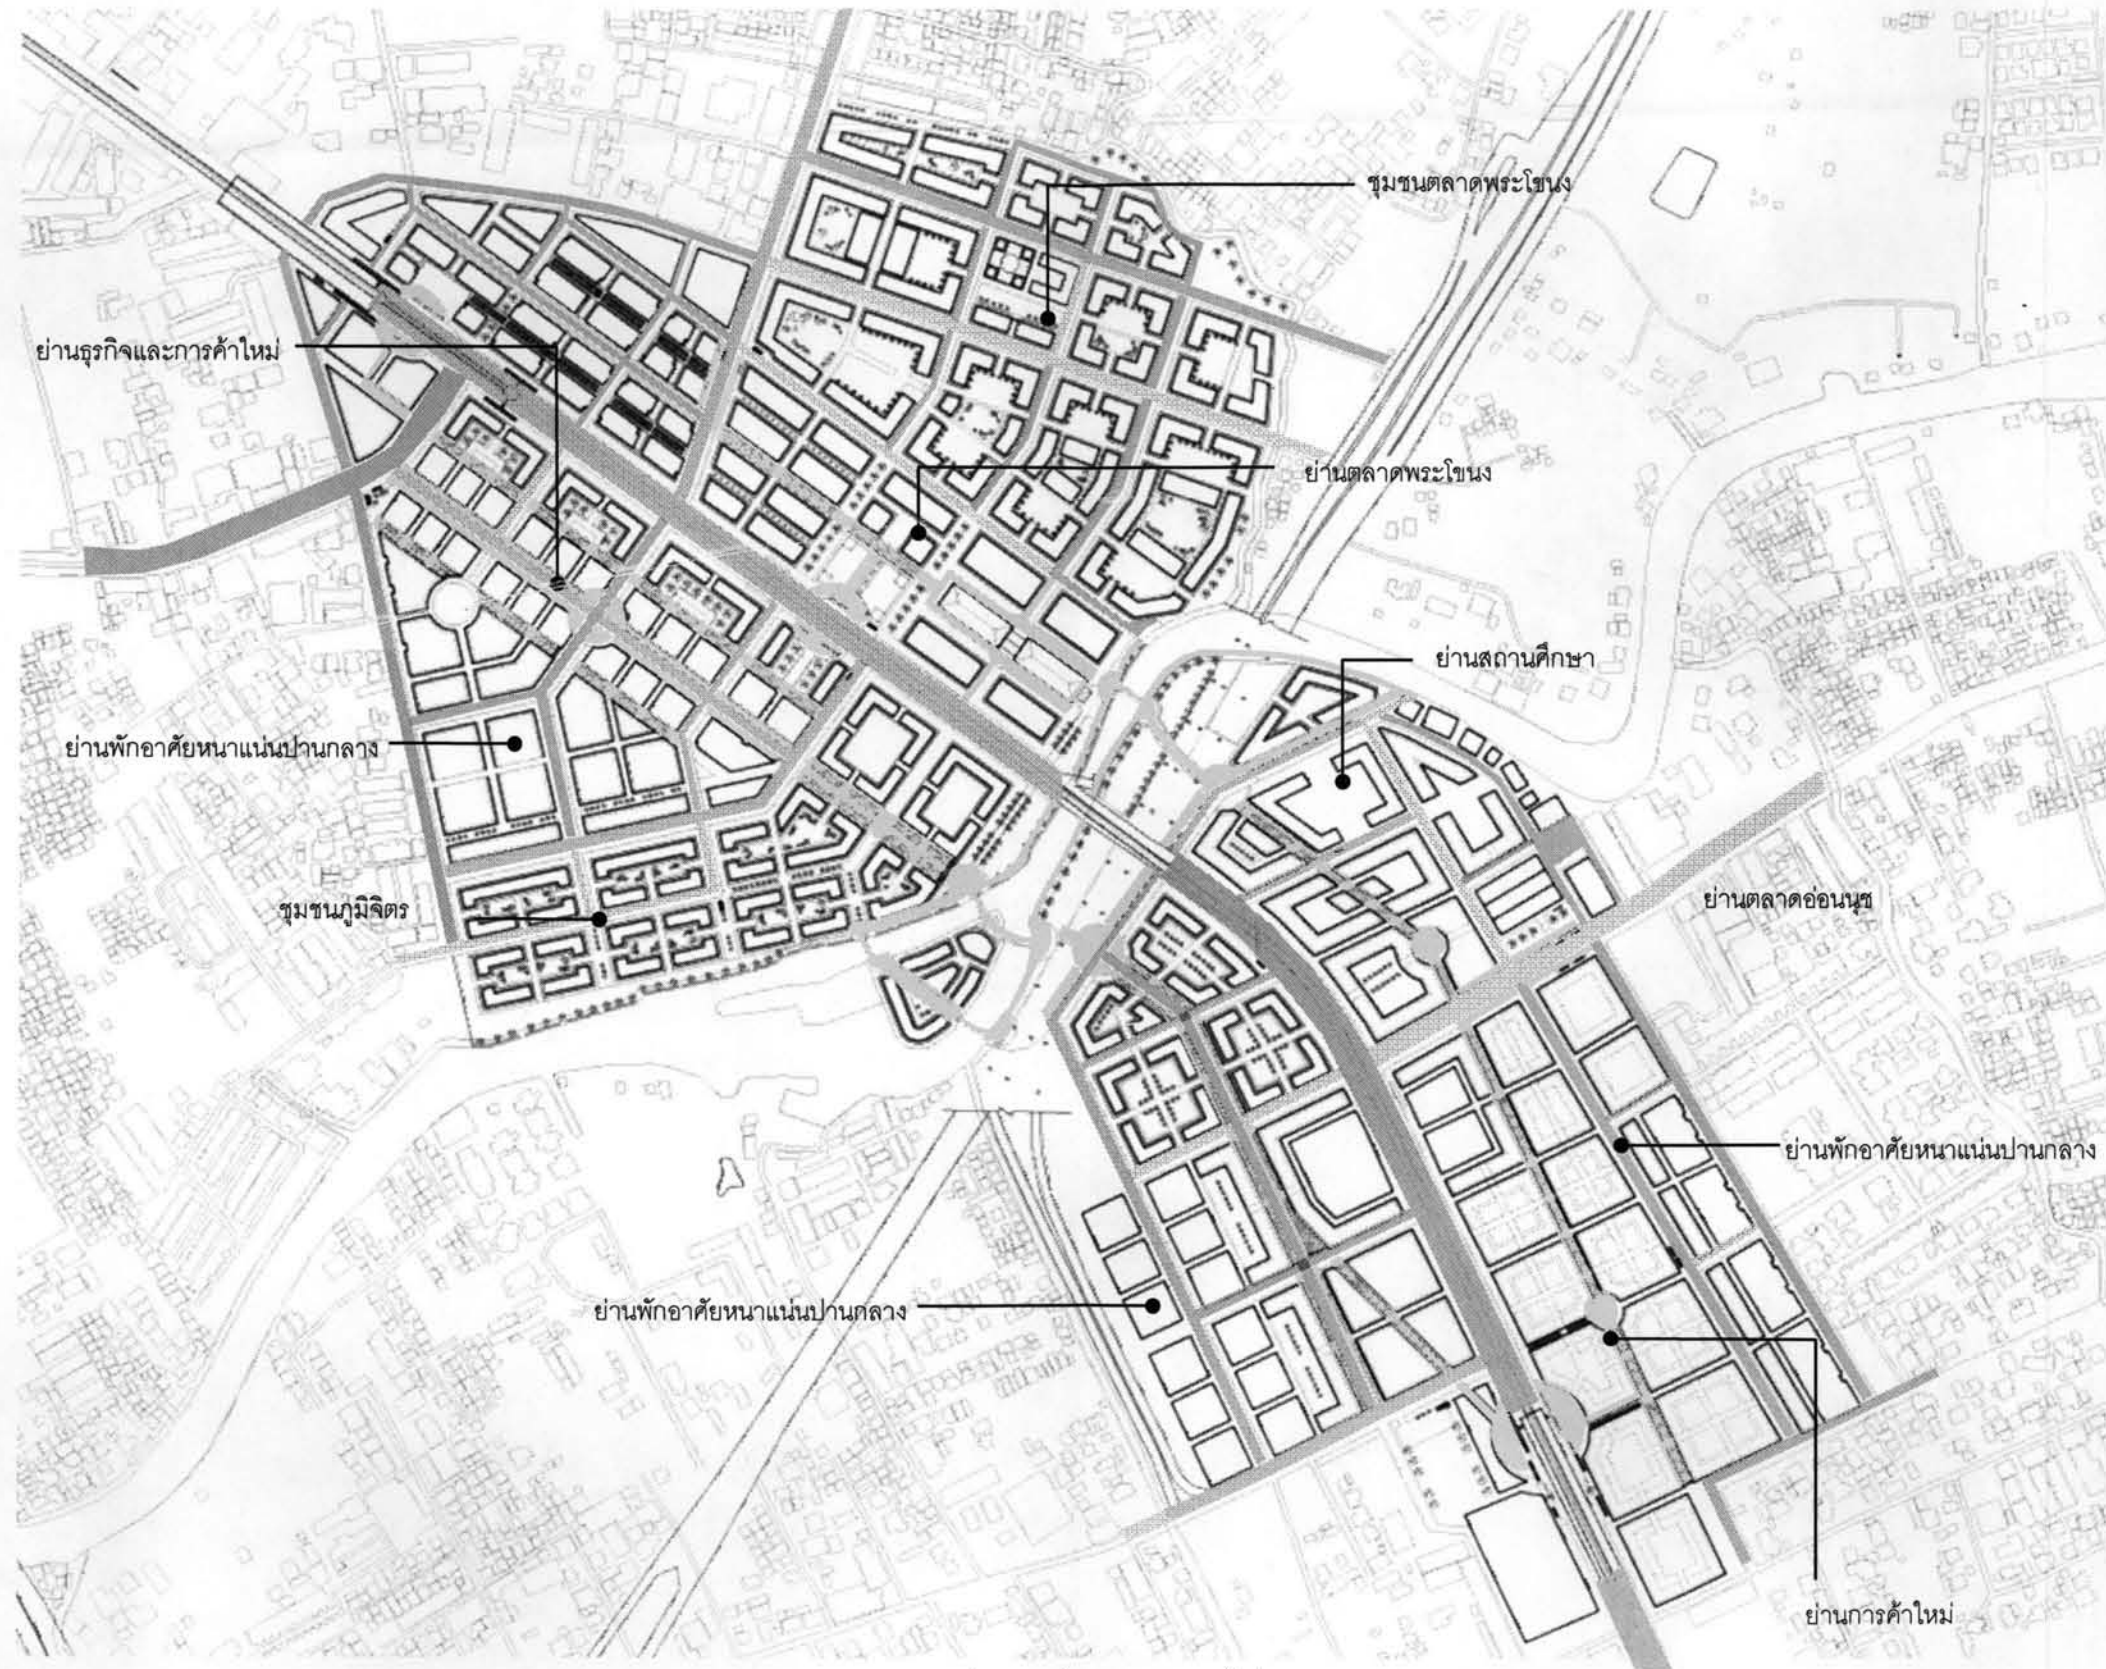 ชุมชนตลาดพระโขนง
ย่านธุรกิจและการค้าใหม่
ย่านตลาดพระโขนง
ย่านสถานศึกษา
ย่านพักอาศัยหนาแน่นปานกลาง
ชุมชนภูมิจิตร
ย่านตลาดอ่อนนุช
ย่านพักอาศัยหนาแน่นปานกลาง
ย่านพักอาศัยหนาแน่นปานกลาง
ย่านการค้าใหม่